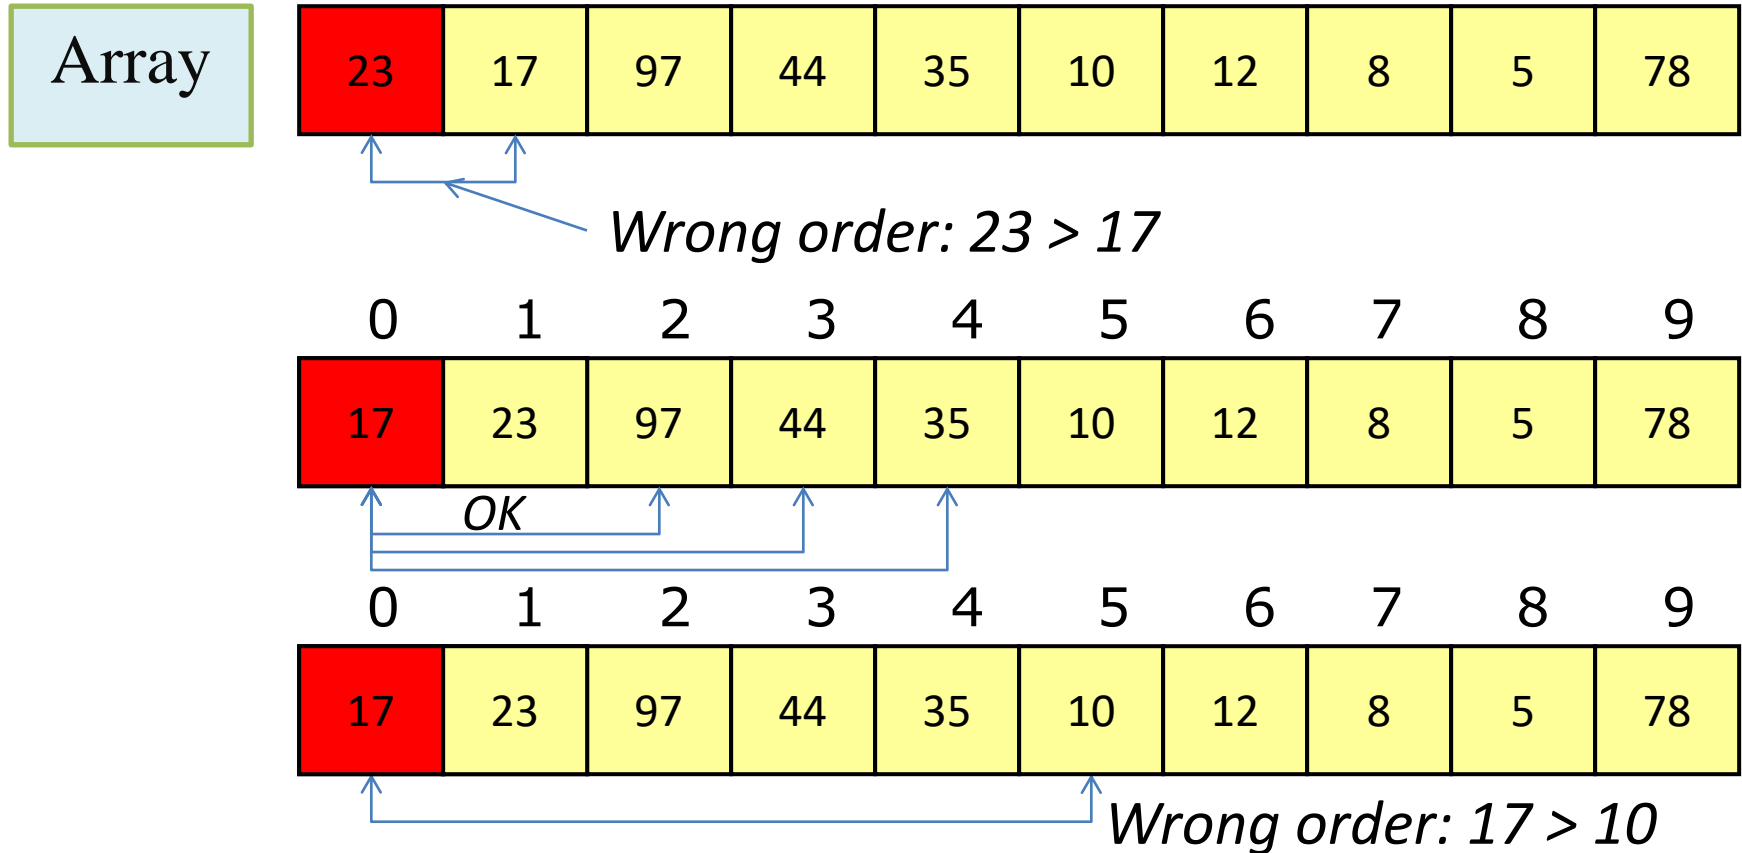 Array
23 17 97 44 35 10 12 8 5 78
Wrong order: 23 > 17
0 1 2 3 4 5 6 7 8 9
17 23 97 44 35 10 12 8 5 78
OK
0 1 2 3 4 5 6 7 8 9
17 23 97 44 35 10 12 8 5 78
Wrong order: 17 > 10